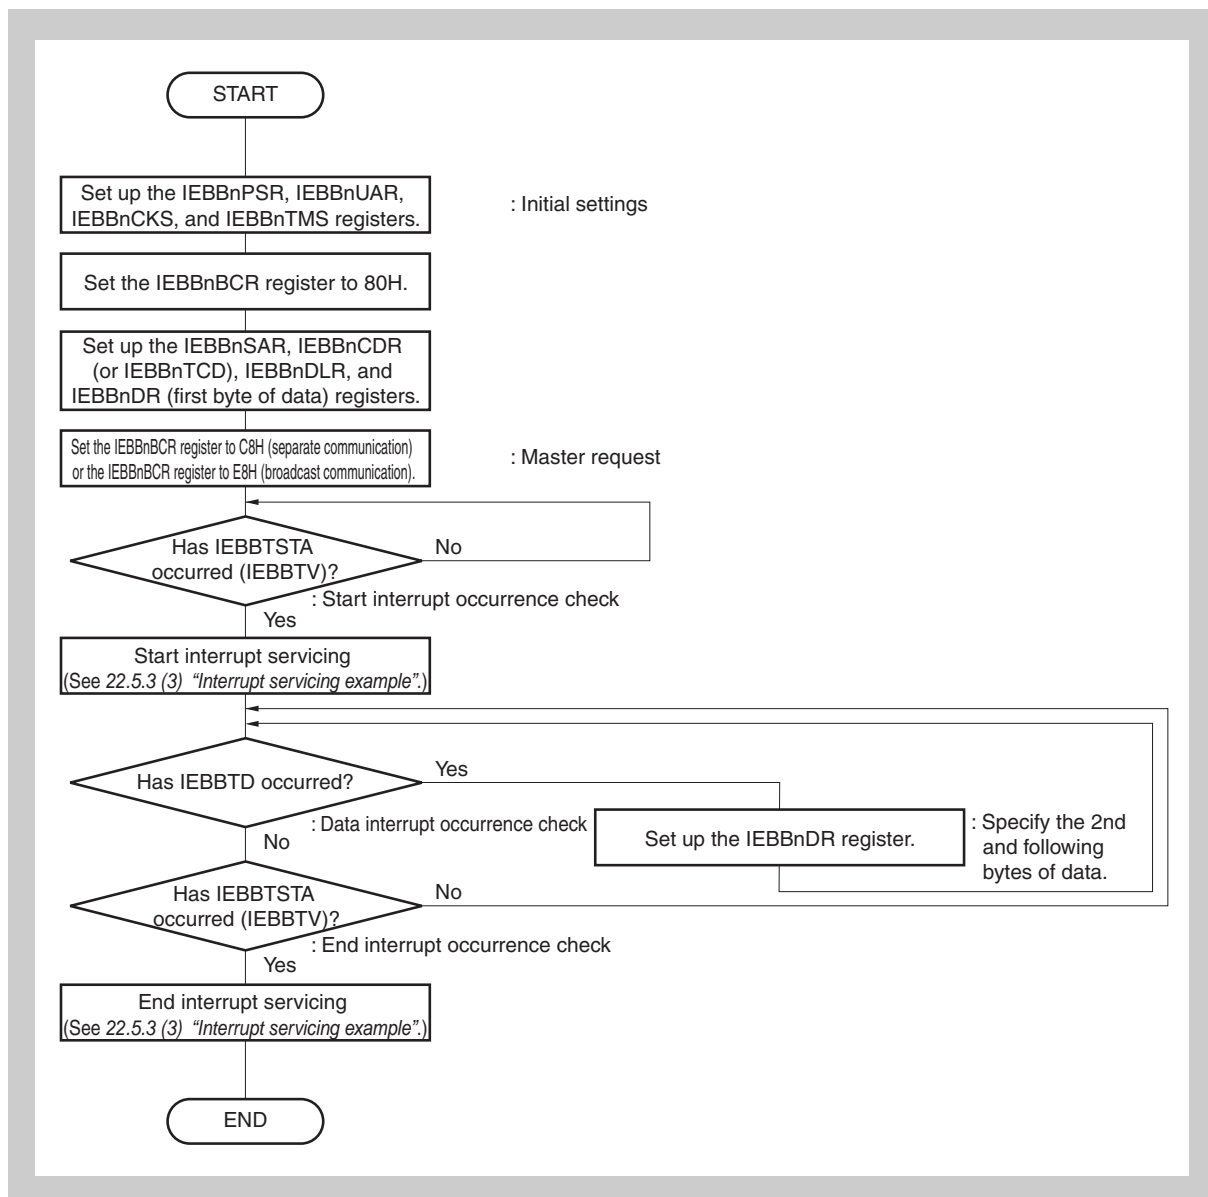 START
Set up the IEBBnPSR, IEBBnUAR,
IEBBnCKS, and IEBBnTMS registers.
: Initial settings
Set the IEBBnBCR register to 80H.
Set up the IEBBnSAR, IEBBnCDR
(or IEBBnTCD), IEBBnDLR, and
IEBBnDR (first byte of data) registers.
Set the IEBBnBCR register to C8H (separate communication)
or the IEBBnBCR register to E8H (broadcast communication).
: Master request
Has IEBBTSTA
occurred (IEBBTV)?
No
: Start interrupt occurrence check
Yes
Start interrupt servicing
(See 22.5.3 (3) “Interrupt servicing example”.)
Has IEBBTD occurred?
Yes
: Data interrupt occurrence check
No
Set up the IEBBnDR register.
: Specify the 2nd
and following
bytes of data.
Has IEBBTSTA
occurred (IEBBTV)?
No
: End interrupt occurrence check
Yes
End interrupt servicing
(See 22.5.3 (3) “Interrupt servicing example”.)
END